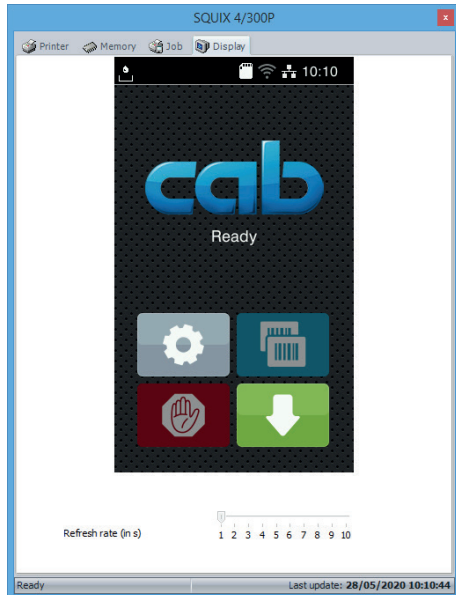 SQUIX 4/300P
Printer Memory Job Display
10:10
cab
Ready
Refresh rate (in s)
1 2 3 4 5 6 7 8 9 10
Ready Last update: 28/05/2020 10:10:44